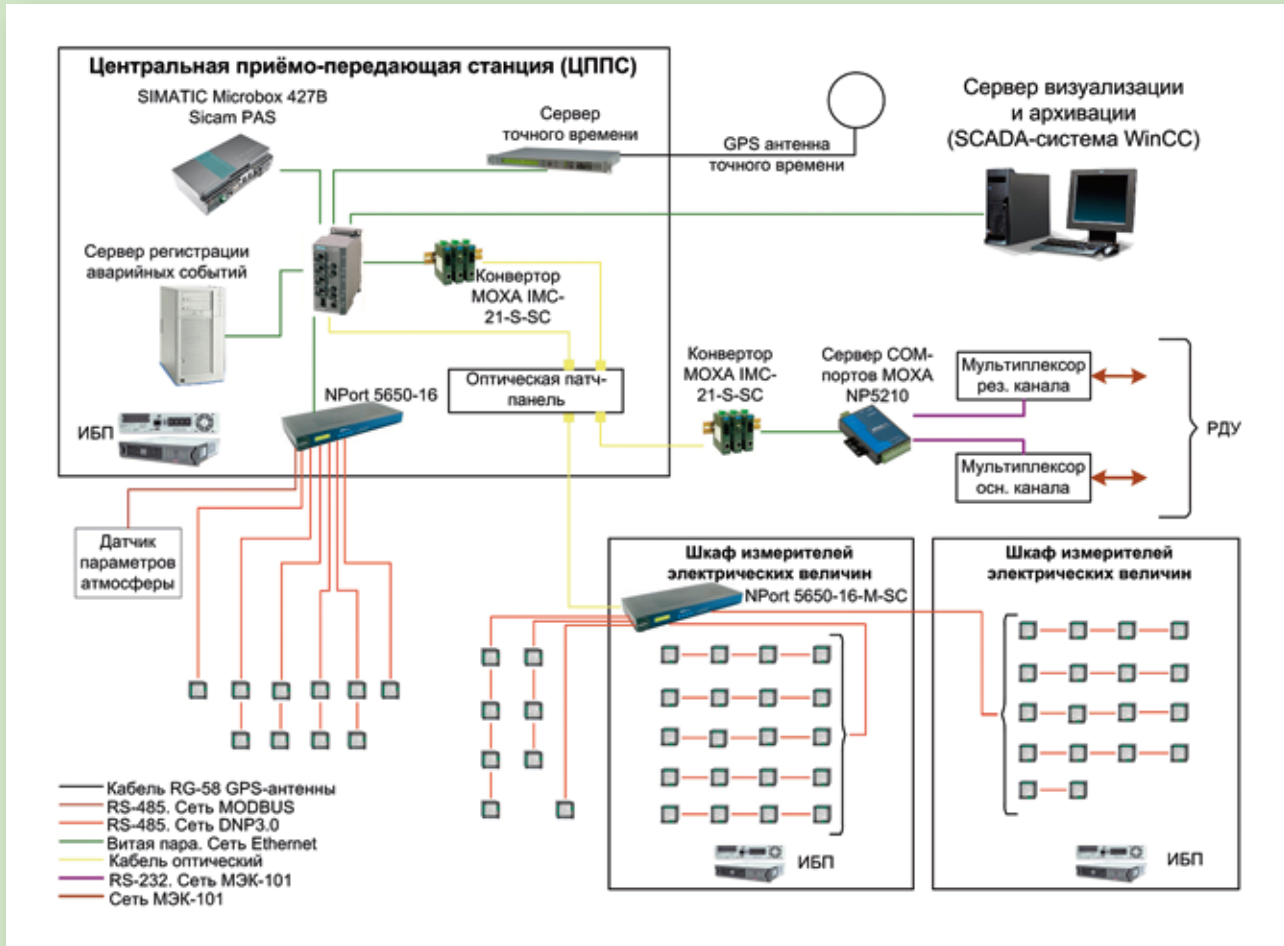 Центральная приёмо-передающая станция (ЦППС)
SIMATIC Microbox 427B
Sicam PAS
Сервер
точного времени
GPS антенна
точного времени
Сервер визуализации
и архивации
(SCADA-система WinCC)
Сервер регистрации
аварийных событий
Конвертор
MOXA IMC-
21-S-SC
Оптическая патч-
панель
NPort 5650-16
ИБП
Конвертор
MOXA IMC-
21-S-SC
Сервер COM-
портов MOXA
NP5210
Мультиплексор
рез. канала
Мультиплексор
осн. канала
РДУ
Датчик
параметров
атмосферы
Шкаф измерителей
электрических величин
NPort 5650-16-M-SC
ИБП
Шкаф измерителей
электрических величин
ИБП
Кабель RG-58 GPS-антенны
RS-485. Сеть MODBUS
RS-485. Сеть DNP3.0
Витая пара. Сеть Ethernet
Кабель оптический
RS-232. Сеть МЭК-101
Сеть МЭК-101